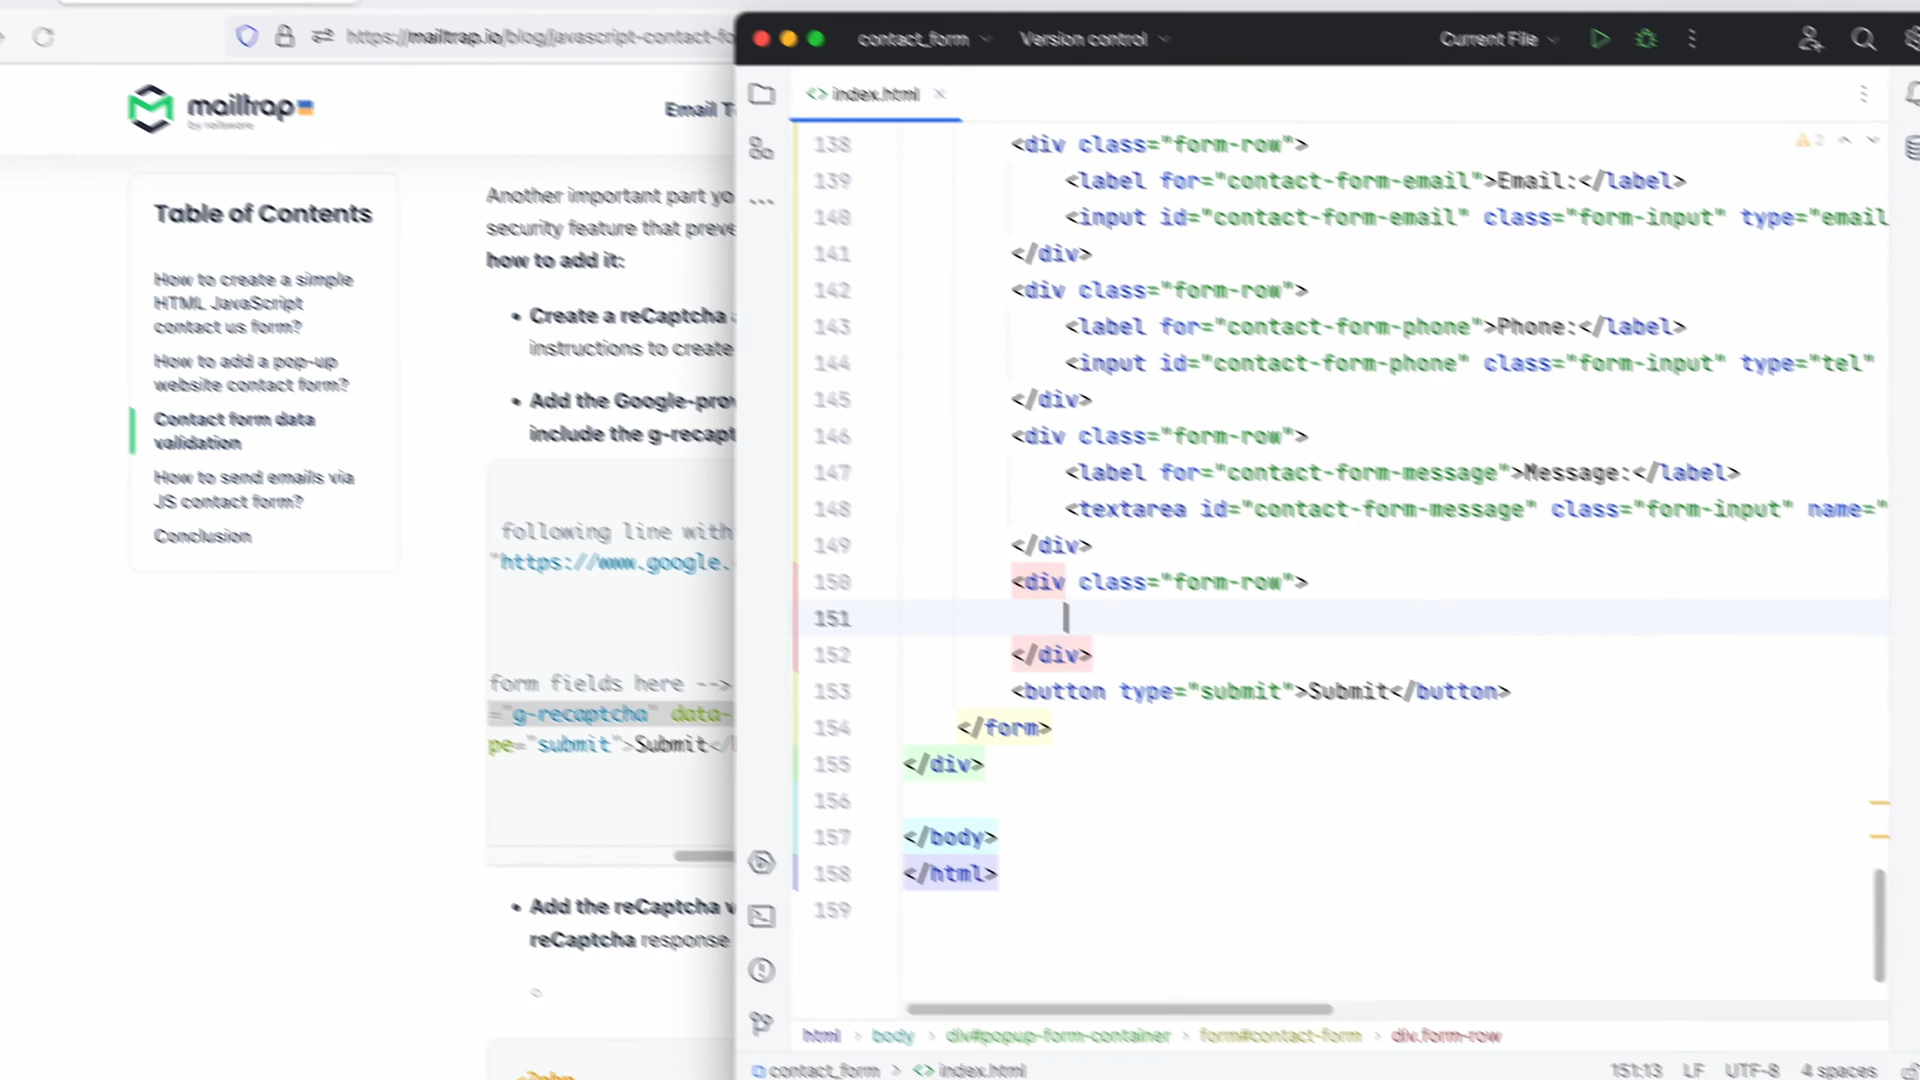 https://mailtrap.io/blog/javascript-contact-fo
mailtrap
by railsware
Email T
Table of Contents
How to create a simple
HTML JavaScript
contact us form?
How to add a pop-up
website contact form?
Contact form data
validation
How to send emails via
JS contact form?
Conclusion
Another important part yo
security feature that preve
how to add it:
• Create a reCaptcha
instructions to create
• Add the Google-prov
include the g-recapt
following line with
"https://www.google.
form fields here -->
="g-recaptcha" data-
pe="submit">Submit</
• Add the reCaptcha v
reCaptcha response
<?php
contact_form
Version control
Current File
<> index.html
2
138 <div class="form-row">
139 <label for="contact-form-email">Email:</label>
140 <input id="contact-form-email" class="form-input" type="email
141 </div>
142 <div class="form-row">
143 <label for="contact-form-phone">Phone:</label>
144 <input id="contact-form-phone" class="form-input" type="tel"
145 </div>
146 <div class="form-row">
147 <label for="contact-form-message">Message:</label>
148 <textarea id="contact-form-message" class="form-input" name="
149 </div>
150 <div class="form-row">
151
152 </div>
153 <button type="submit">Submit</button>
154 </form>
155 </div>
156
157 </body>
158 </html>
159
html > body > div#popup-form-container > form#contact-form > div.form-row
contact_form > <> index.html
151:13 LF UTF-8 4 spaces